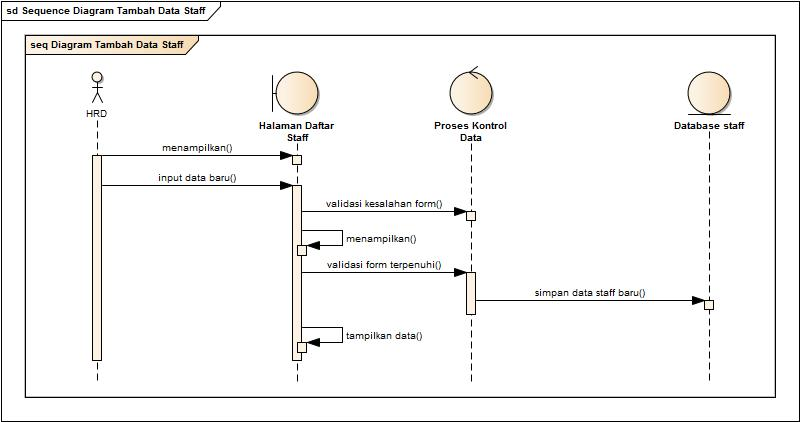 sd Sequence Diagram Tambah Data Staff
seq Diagram Tambah Data Staff
HRD
Halaman Daftar
Staff
Proses Kontrol
Data
Database staff
menampilkan()
input data baru()
validasi kesalahan form()
menampilkan()
validasi form terpenuhi()
simpan data staff baru()
tampilkan data()